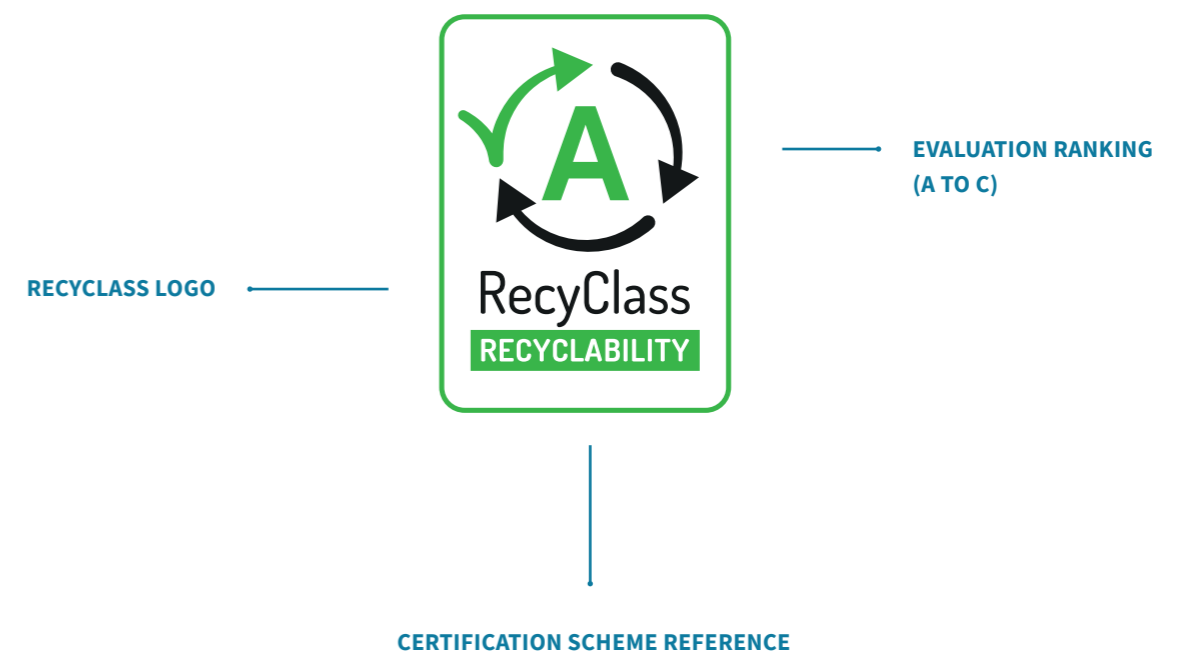 A
EVALUATION RANKING
(A TO C)
RECYCLASS LOGO
RecyClass
RECYCLABILITY
CERTIFICATION SCHEME REFERENCE